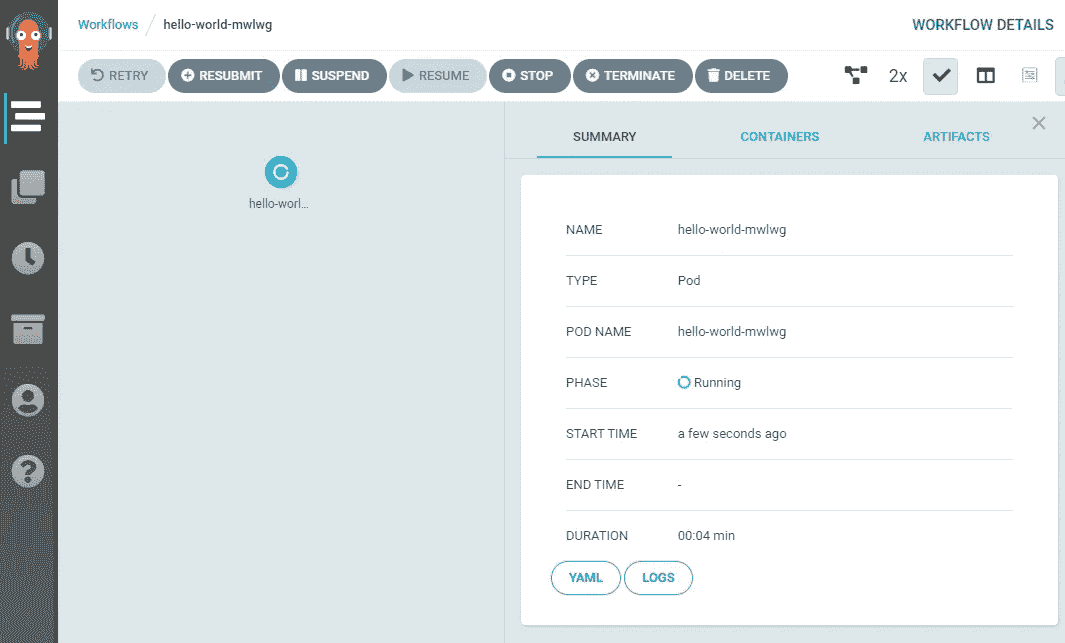 Workflows / hello-world-mwlwg WORKFLOW DETAILS
RETRY RESUBMIT SUSPEND RESUME STOP TERMINATE DELETE 2x
SUMMARY CONTAINERS ARTIFACTS
hello-worl...
NAME hello-world-mwlwg
TYPE Pod
POD NAME hello-world-mwlwg
PHASE Running
START TIME a few seconds ago
END TIME -
DURATION 00:04 min
YAML LOGS